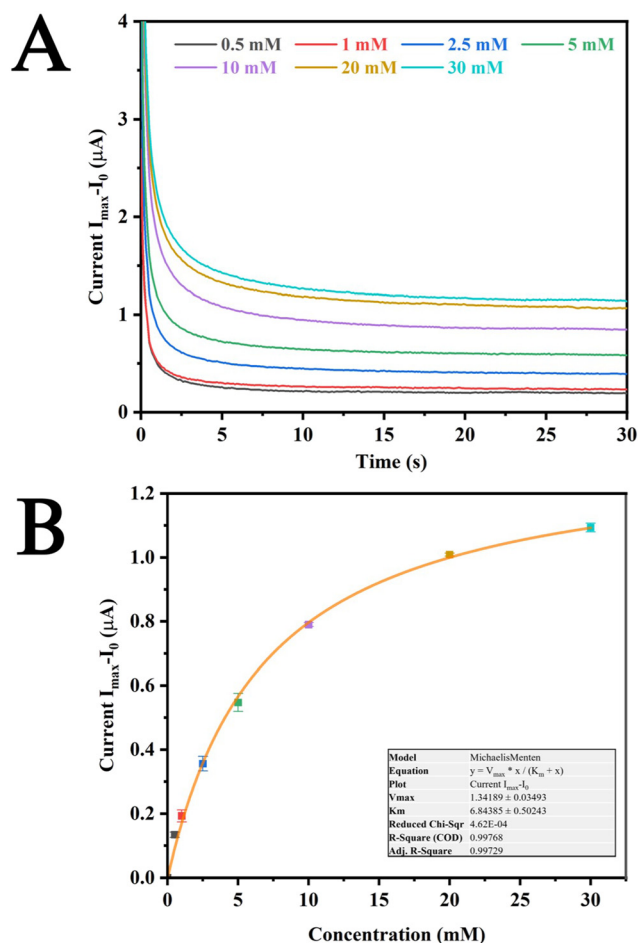 A
0.5 mM 1 mM 2.5 mM 5 mM
10 mM 20 mM 30 mM
Current Imax-I0 (μA)
4
3
2
1
0
0 5 10 15 20 25 30
Time (s)
B
Current Imax-I0 (μA)
1.2
1.0
0.8
0.6
0.4
0.2
0.0
Model MichaelisMenten
Equation y = Vmax * x / (Km + x)
Plot Current Imax-I0
Vmax 1.34189 ± 0.03493
Km 6.84385 ± 0.50243
Reduced Chi-Sqr 4.62E-04
R-Square (COD) 0.99768
Adj. R-Square 0.99729
0 5 10 15 20 25 30
Concentration (mM)